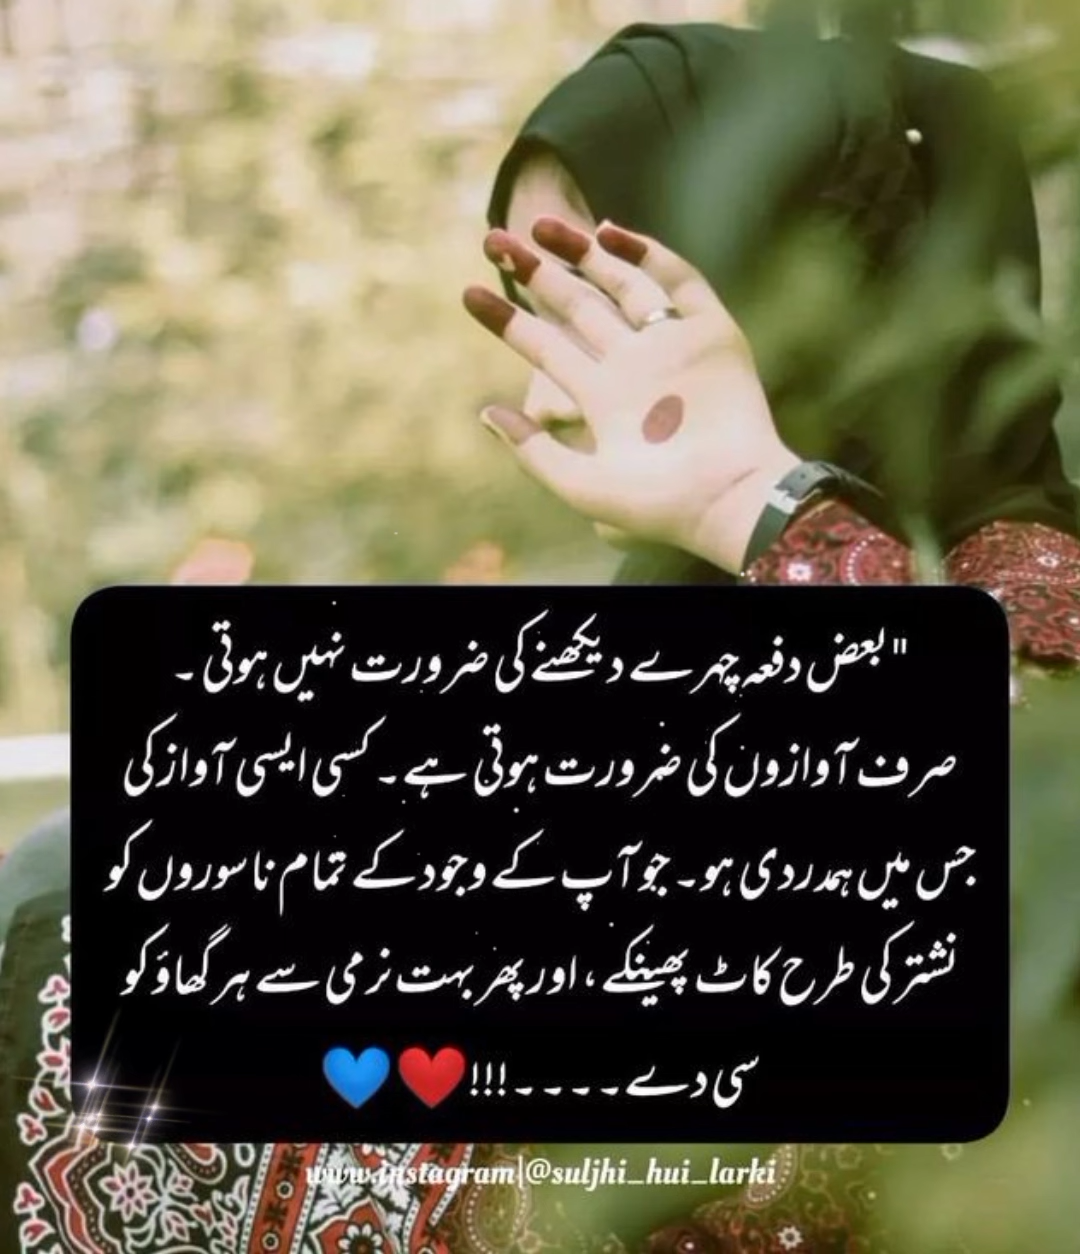 "بعض دفعہ چہرے دیکھنے کی ضرورت نہیں ہوتی ۔
صرف آوازوں کی ضرورت ہوتی ہے ۔ کسی ایسی آواز کی
جس میں ہمدردی ہو ۔ جو آپ کے وجود کے تمام ناسوروں کو
نشتر کی طرح کاٹ پھینکے ، اور پھر بہت نرمی سے ہر گھاؤ کو
سی دے ۔ ۔ ۔ ۔ !!! ❤️💙
www.instagram|@suljhi_hui_larki